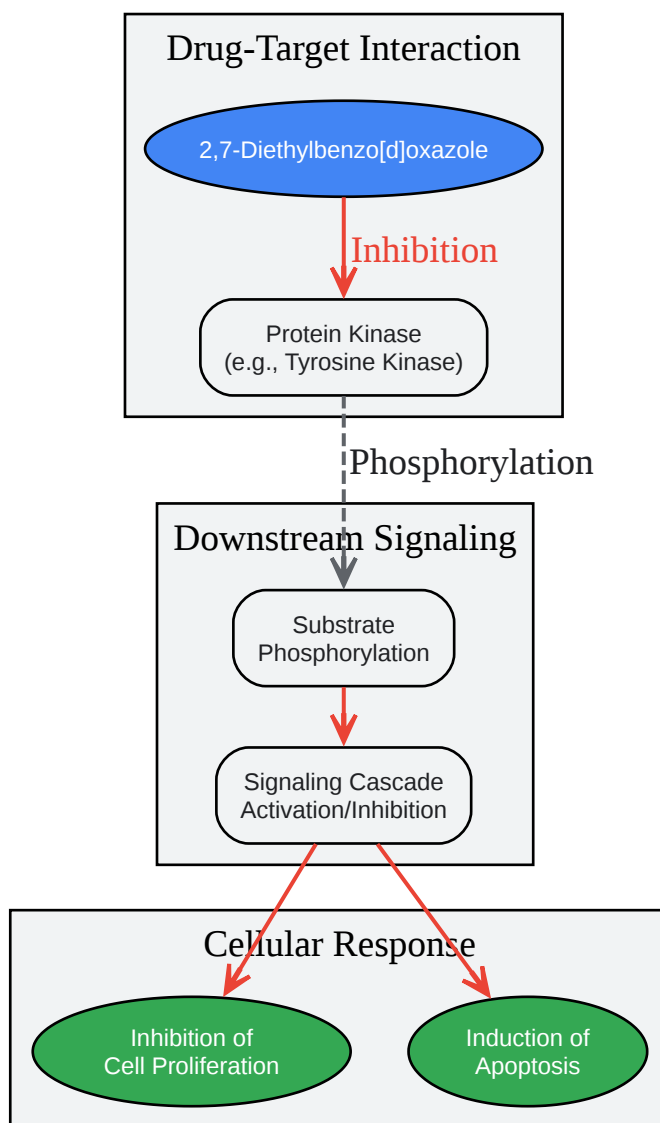 Drug-Target Interaction
2,7-Diethylbenzo[d]oxazole
Inhibition
Protein Kinase
(e.g., Tyrosine Kinase)
Phosphorylation
Downstream Signaling
Substrate
Phosphorylation
Signaling Cascade
Activation/Inhibition
Cellular Response
Inhibition of
Cell Proliferation
Induction of
Apoptosis